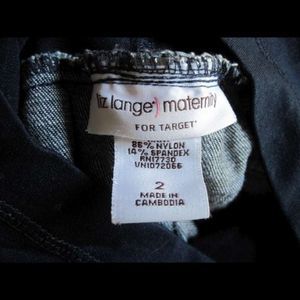 liz lange) maternity
FOR TARGET®
86% NYLON
14% SPANDEX
RN17730
VN1072066
2
MADE IN
CAMBODIA